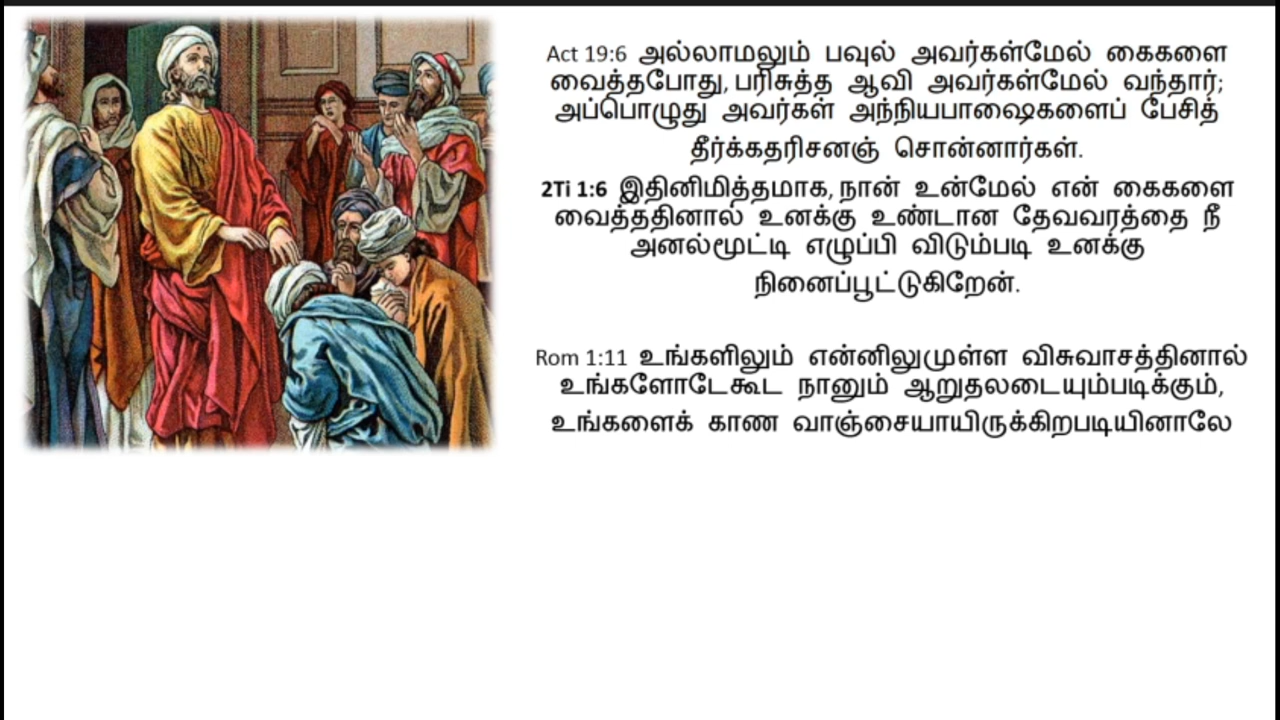 Act 19:6 அல்லாமலும் பவுல் அவர்கள்மேல் கைகளை
வைத்தபோது, பரிசுத்த ஆவி அவர்கள்மேல் வந்தார்;
அப்பொழுது அவர்கள் அந்நியபாஷைகளைப் பேசித்
தீர்க்கதரிசனஞ் சொன்னார்கள்.
2Ti 1:6 இதினிமித்தமாக, நான் உன்மேல் என் கைகளை
வைத்ததினால் உனக்கு உண்டான தேவவரத்தை நீ
அனல்மூட்டி எழுப்பி விடும்படி உனக்கு
நினைப்பூட்டுகிறேன்.
Rom 1:11 உங்களிலும் என்னிலுமுள்ள விசுவாசத்தினால்
உங்களோடேகூட நானும் ஆறுதலடையும்படிக்கும்,
உங்களைக் காண வாஞ்சையாயிருக்கிறபடியினாலே